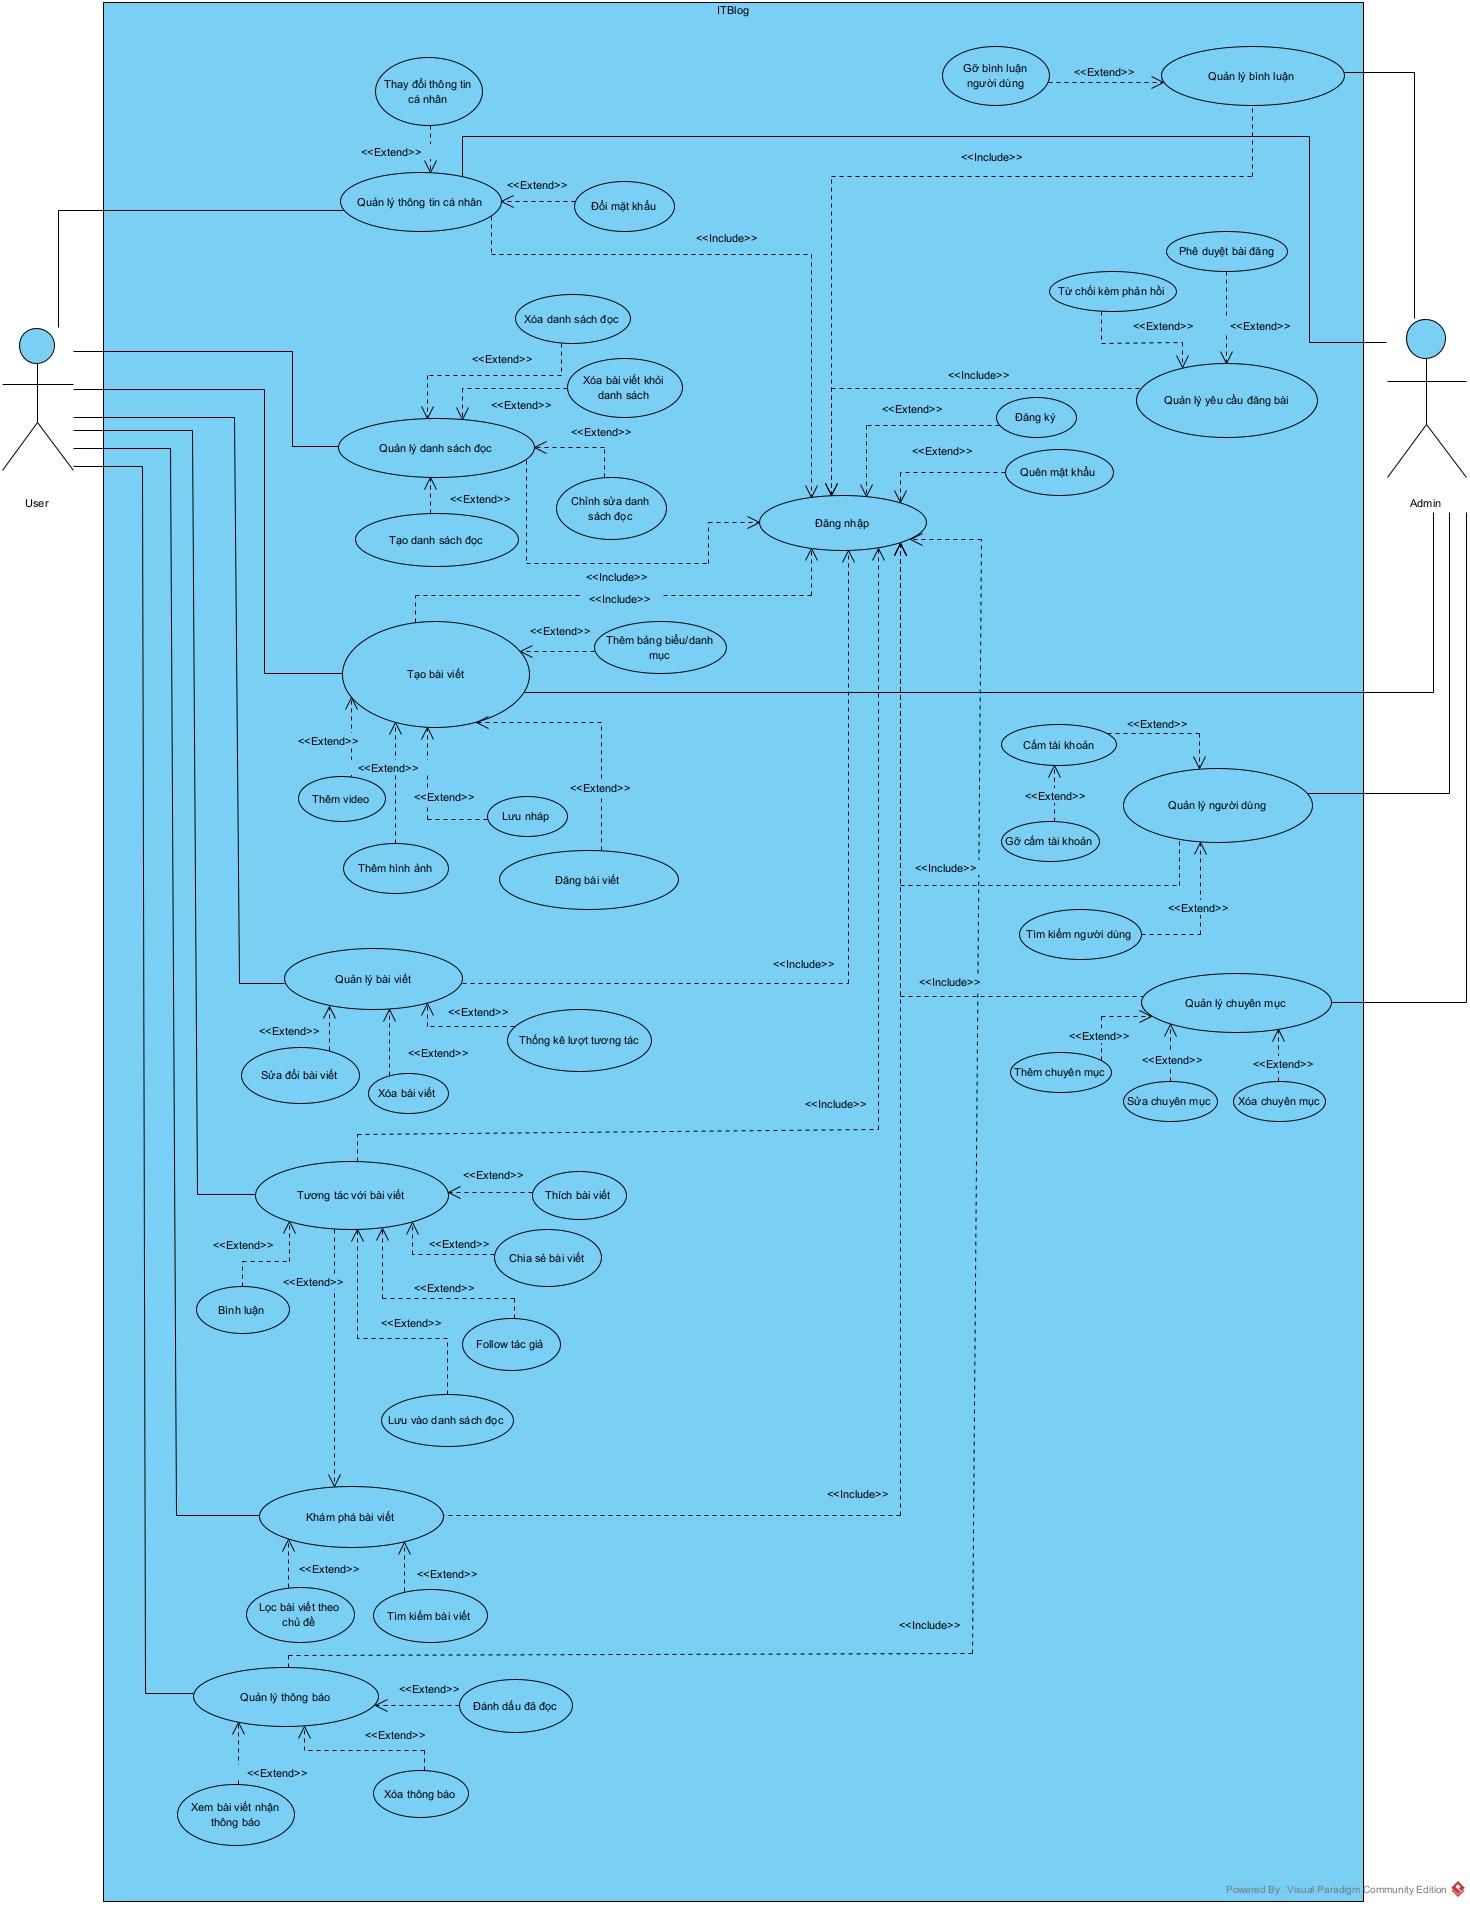 ITBlog
Thay đổi thông tin
cá nhân
<<Extend>>
Quản lý thông tin cá nhân
<<Extend>>
Đổi mật khẩu
<<Include>>
Gỡ bình luận
người dùng
<<Extend>>
Quản lý bình luận
<<Include>>
Phê duyệt bài đăng
Từ chối kèm phản hồi
<<Extend>>
<<Extend>>
<<Include>>
Quản lý yêu cầu đăng bài
User
Admin
Xóa danh sách đọc
<<Extend>>
Xóa bài viết khỏi
danh sách
<<Extend>>
Quản lý danh sách đọc
<<Extend>>
Chỉnh sửa danh
sách đọc
<<Extend>>
Tạo danh sách đọc
<<Include>>
<<Extend>>
Đăng ký
<<Extend>>
Quên mật khẩu
Đăng nhập
<<Include>>
Tạo bài viết
<<Extend>>
Thêm bảng biểu/danh
mục
<<Extend>>
Thêm video
<<Extend>>
Thêm hình ảnh
<<Extend>>
Lưu nháp
<<Extend>>
Đăng bài viết
Cấm tài khoản
<<Extend>>
Quản lý người dùng
<<Extend>>
Gỡ cấm tài khoản
<<Include>>
<<Extend>>
Tìm kiếm người dùng
Quản lý bài viết
<<Include>>
<<Extend>>
Sửa đổi bài viết
<<Extend>>
Xóa bài viết
<<Extend>>
Thống kê lượt tương tác
<<Include>>
Quản lý chuyên mục
<<Extend>>
Thêm chuyên mục
<<Extend>>
Sửa chuyên mục
<<Extend>>
Xóa chuyên mục
<<Include>>
Tương tác với bài viết
<<Extend>>
Thích bài viết
<<Extend>>
Bình luận
<<Extend>>
Chia sẻ bài viết
<<Extend>>
<<Extend>>
Follow tác giả
<<Extend>>
Lưu vào danh sách đọc
Khám phá bài viết
<<Include>>
<<Extend>>
Lọc bài viết theo
chủ đề
<<Extend>>
Tìm kiếm bài viết
<<Include>>
Quản lý thông báo
<<Extend>>
Đánh dấu đã đọc
<<Extend>>
Xóa thông báo
<<Extend>>
Xem bài viết nhận
thông báo
Powered By Visual Paradigm Community Edition